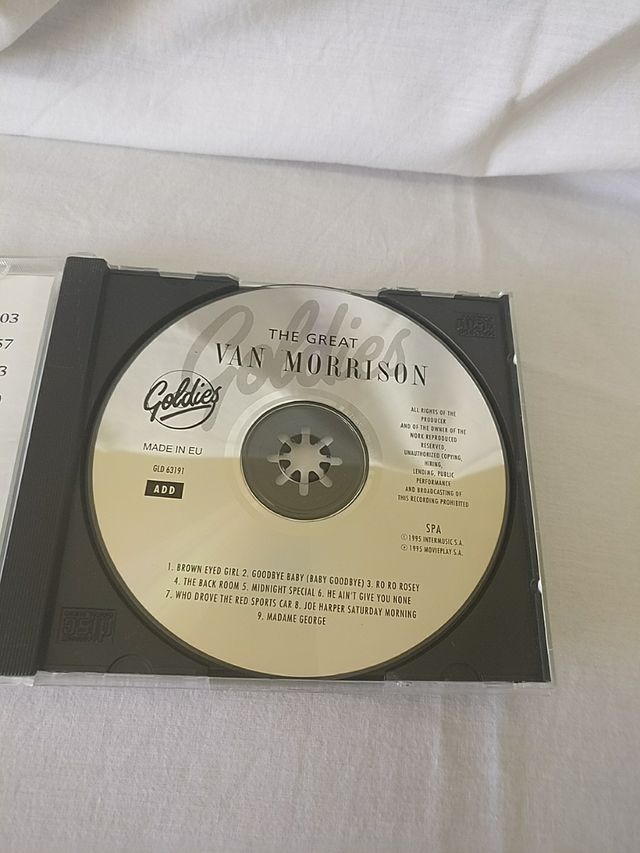 03
57
3
Goldies
THE GREAT
VAN MORRISON
Goldies
MADE IN EU
GLD 63191
ADD
ALL RIGHTS OF THE
PRODUCER
AND OF THE OWNER OF THE
WORK REPRODUCED
RESERVED,
UNAUTHORIZED COPYING,
HIRING,
LENDING, PUBLIC
PERFORMANCE
AND BROADCASTING OF
THIS RECORDING PROHIBITED
SPA
Ⓒ 1995 INTERMUSIC S.A.
Ⓟ 1995 MOVIEPLAY S.A.
1. BROWN EYED GIRL 2. GOODBYE BABY (BABY GOODBYE) 3. RO RO ROSEY
4. THE BACK ROOM 5. MIDNIGHT SPECIAL 6. HE AIN'T GIVE YOU NONE
7. WHO DROVE THE RED SPORTS CAR 8. JOE HARPER SATURDAY MORNING
9. MADAME GEORGE